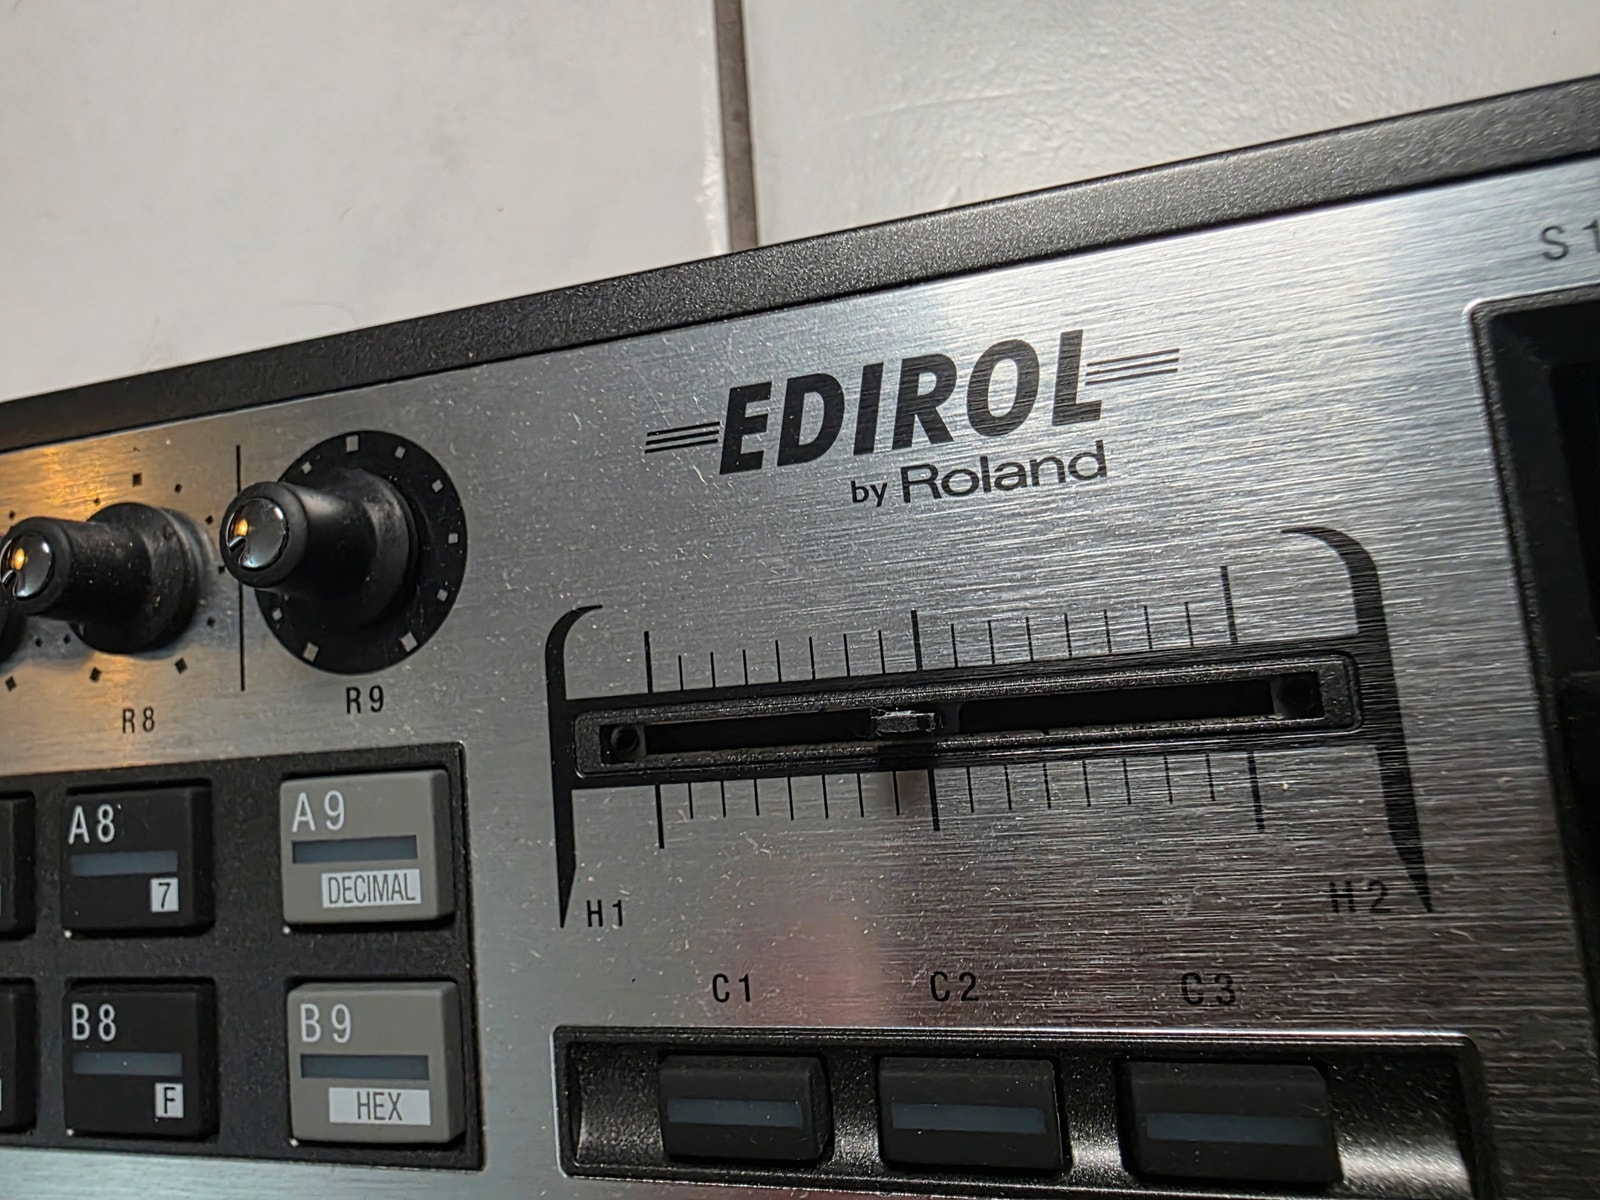 S1
EDIROL
by Roland
R8
R9
A8
7
A9
DECIMAL
H1
H2
C1
C2
C3
B8
F
B9
HEX